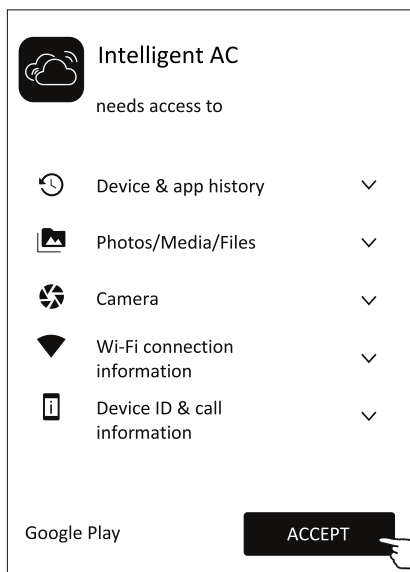 Intelligent AC
needs access to
Device & app history
Photos/Media/Files
Camera
Wi-Fi connection
information
Device ID & call
information
Google Play
ACCEPT